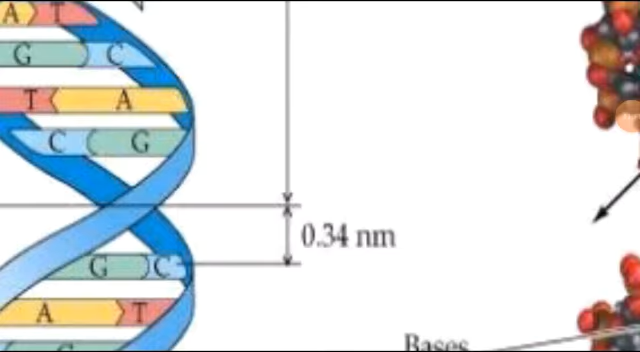 A T
G C
T A
C G
0.34 nm
G C
A T
G
Bases